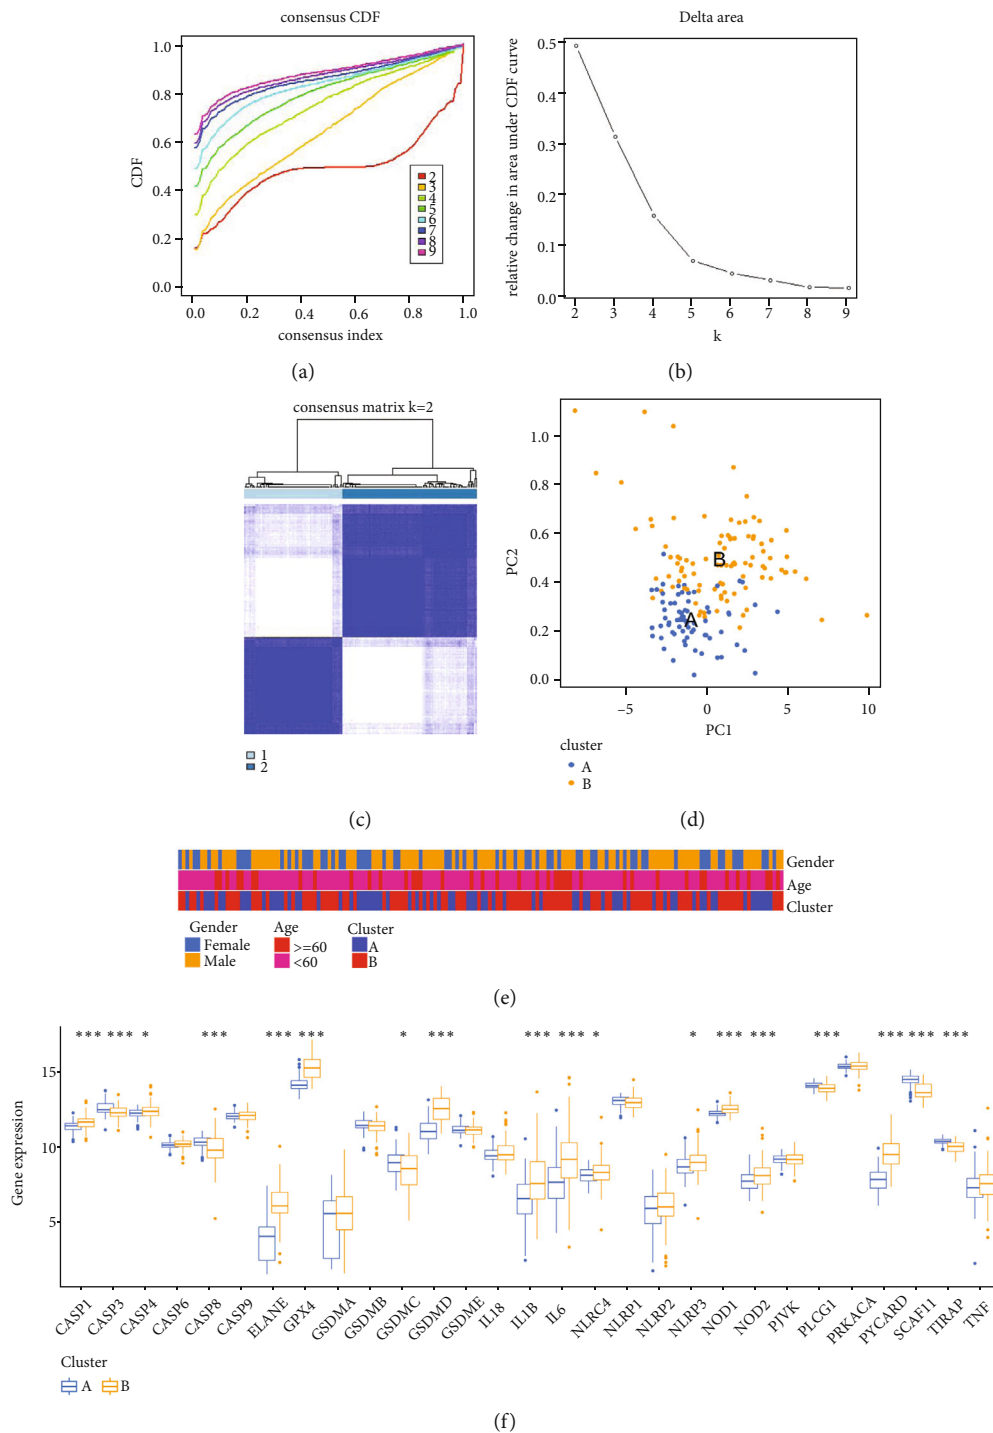 consensus CDF
1.0
0.8
0.6
0.4
0.2
0.0
CDF
2
3
4
5
6
7
8
9
0.0 0.2 0.4 0.6 0.8 1.0
consensus index
(a)
Delta area
0.5
0.4
0.3
0.2
0.1
0.0
relative change in area under CDF curve
2 3 4 5 6 7 8 9
k
(b)
consensus matrix k=2
1
2
(c)
1.0
0.8
0.6
0.4
0.2
0.0
PC2
B
A
–5 0 5 10
PC1
cluster
A
B
(d)
Gender
Age
Cluster
Gender Age Cluster
Female >=60 A
Male <60 B
(e)
*** *** * *** *** *** * *** *** *** * * *** *** *** *** *** ***
15
10
5
Gene expression
CASP1 CASP3 CASP4 CASP6 CASP8 CASP9 ELANE GPX4 GSDMA GSDMB GSDMC GSDMD GSDME IL18 IL1B IL6 NLRC4 NLRP1 NLRP2 NLRP3 NOD1 NOD2 PJVK PLCG1 PRKACA PYCARD SCAF11 TIRAP TNF
Cluster
A B
(f)